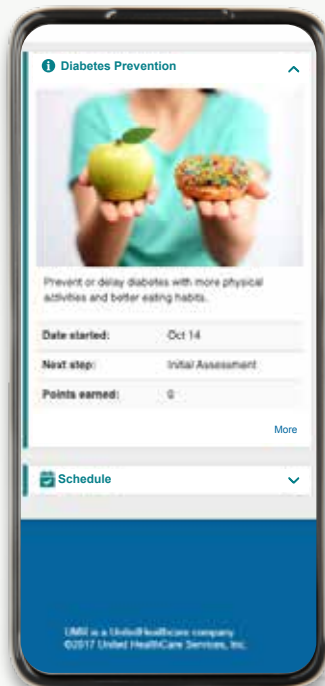 Diabetes Prevention
Prevent or delay diabetes with more physical
activities and better eating habits.
Date started: Oct 14
Next step: Initial Assessment
Points earned: 0
More
Schedule
UMR is a UnitedHealthcare company
©2017 United HealthCare Services, Inc.